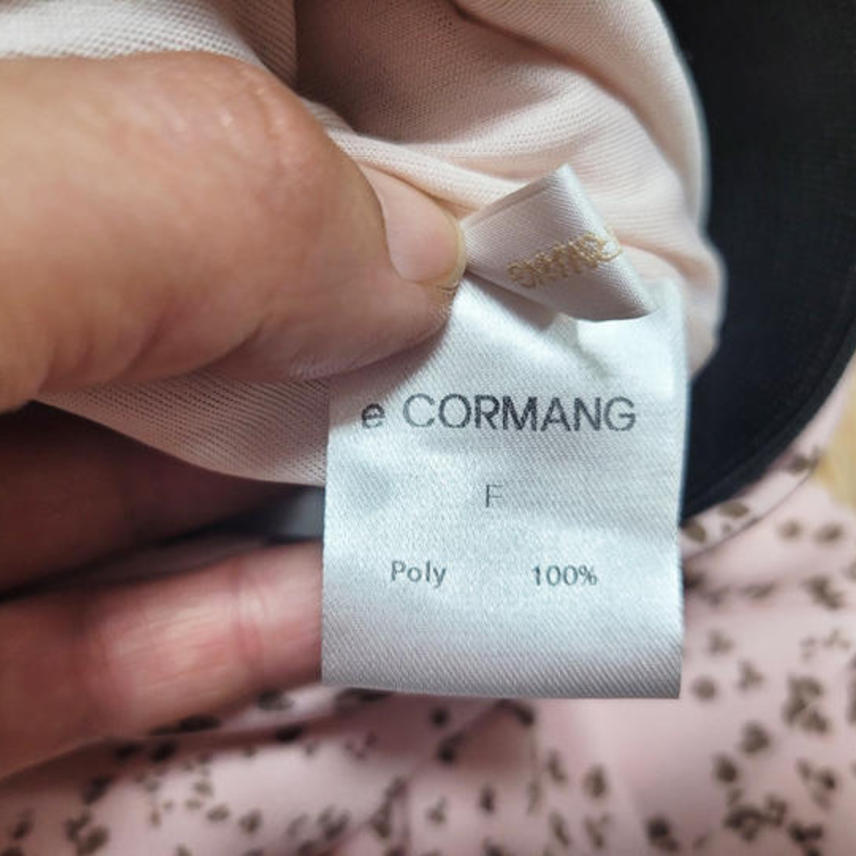 e CORMANG
F
Poly 100%